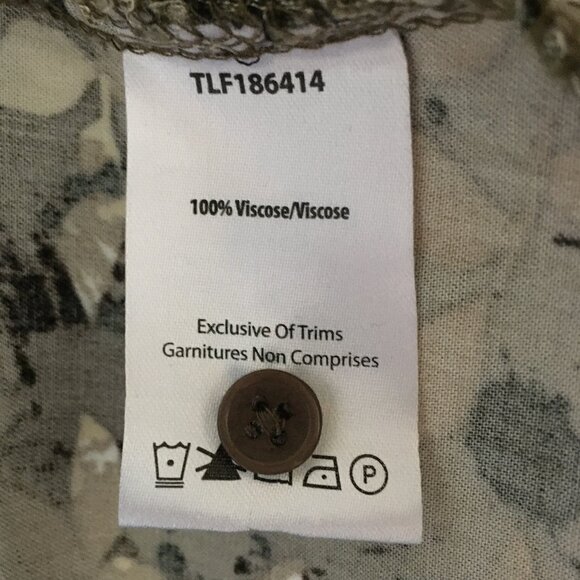 TLF186414
100% Viscose/Viscose
Exclusive Of Trims
Garnitures Non Comprises
P